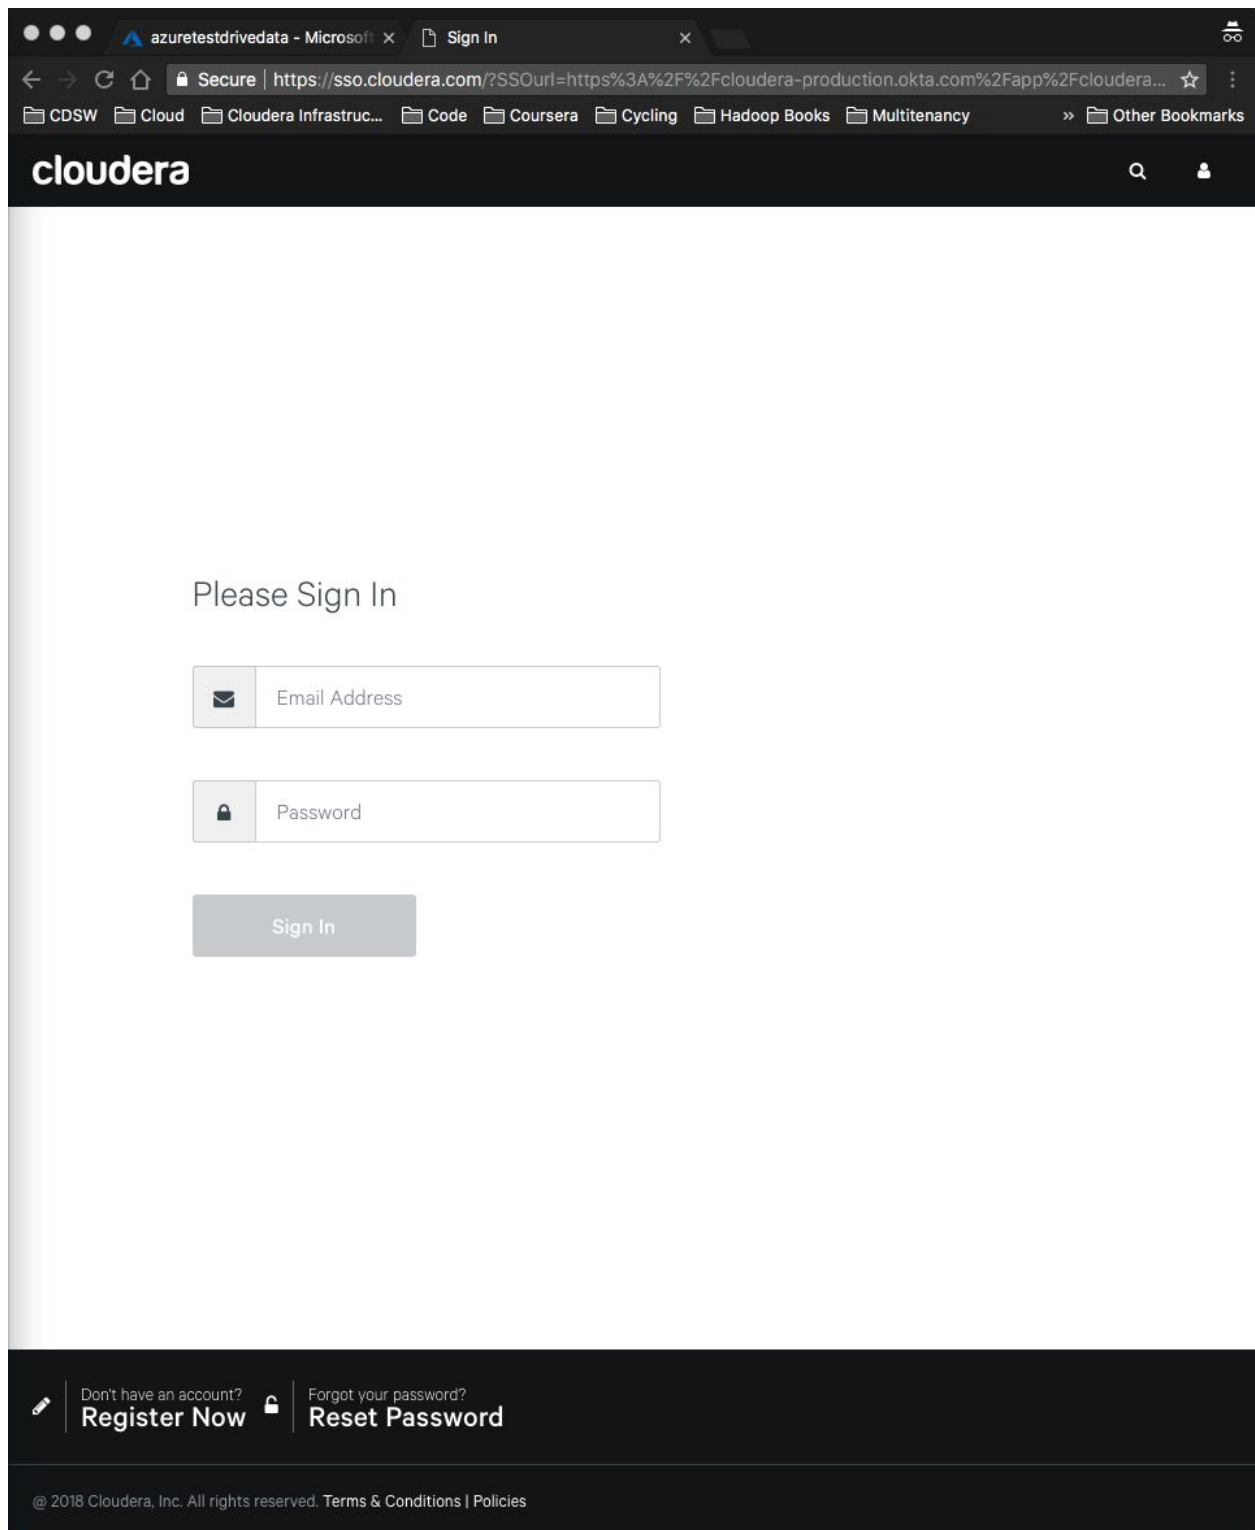 azuretestdrivedata - Microsoft Sign In
Secure | https://sso.cloudera.com/?SSOurl=https%3A%2F%2Fcloudera-production.okta.com%2Fapp%2Fcloudera...
CDSW Cloud Cloudera Infrastruc... Code Coursera Cycling Hadoop Books Multitenancy » Other Bookmarks
cloudera
Please Sign In
Email Address
Password
Sign In
Don't have an account?
Register Now
Forgot your password?
Reset Password
@ 2018 Cloudera, Inc. All rights reserved. Terms & Conditions | Policies